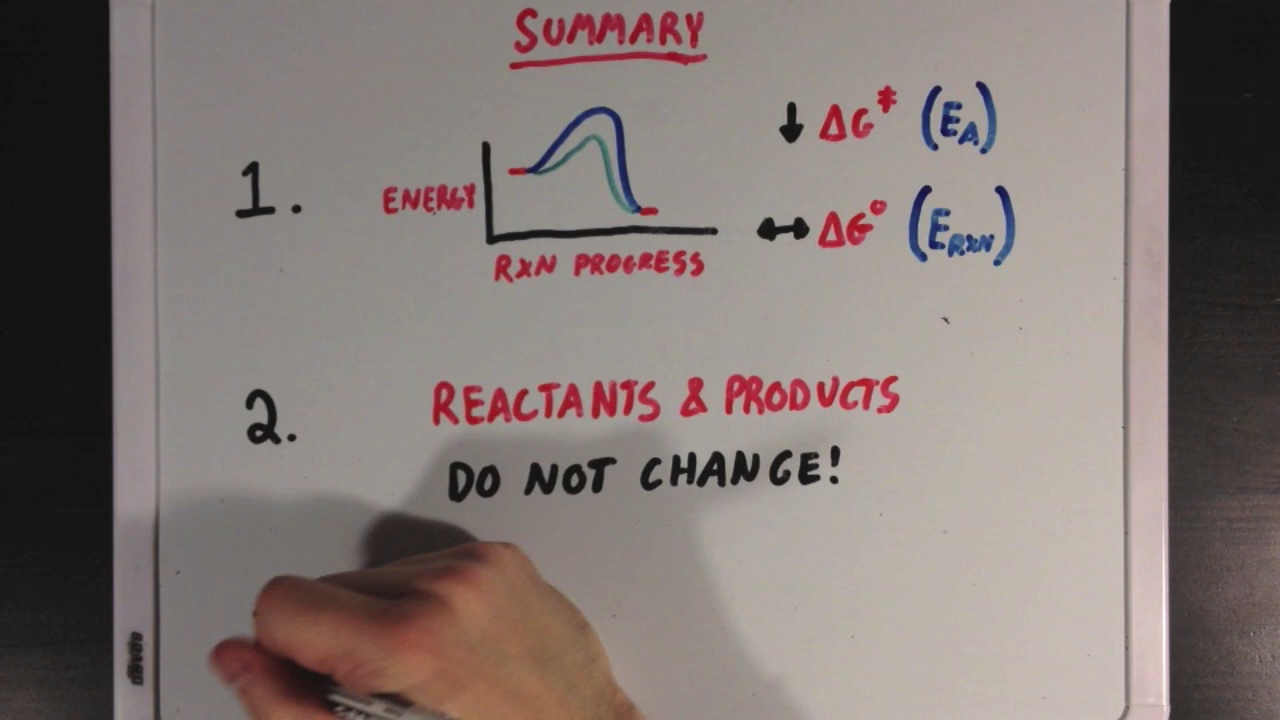 SUMMARY
1.
ENERGY
RXN PROGRESS
↓ ΔG‡ (EA)
↔ ΔG° (ERXN)
2.
REACTANTS & PRODUCTS
DO NOT CHANGE!